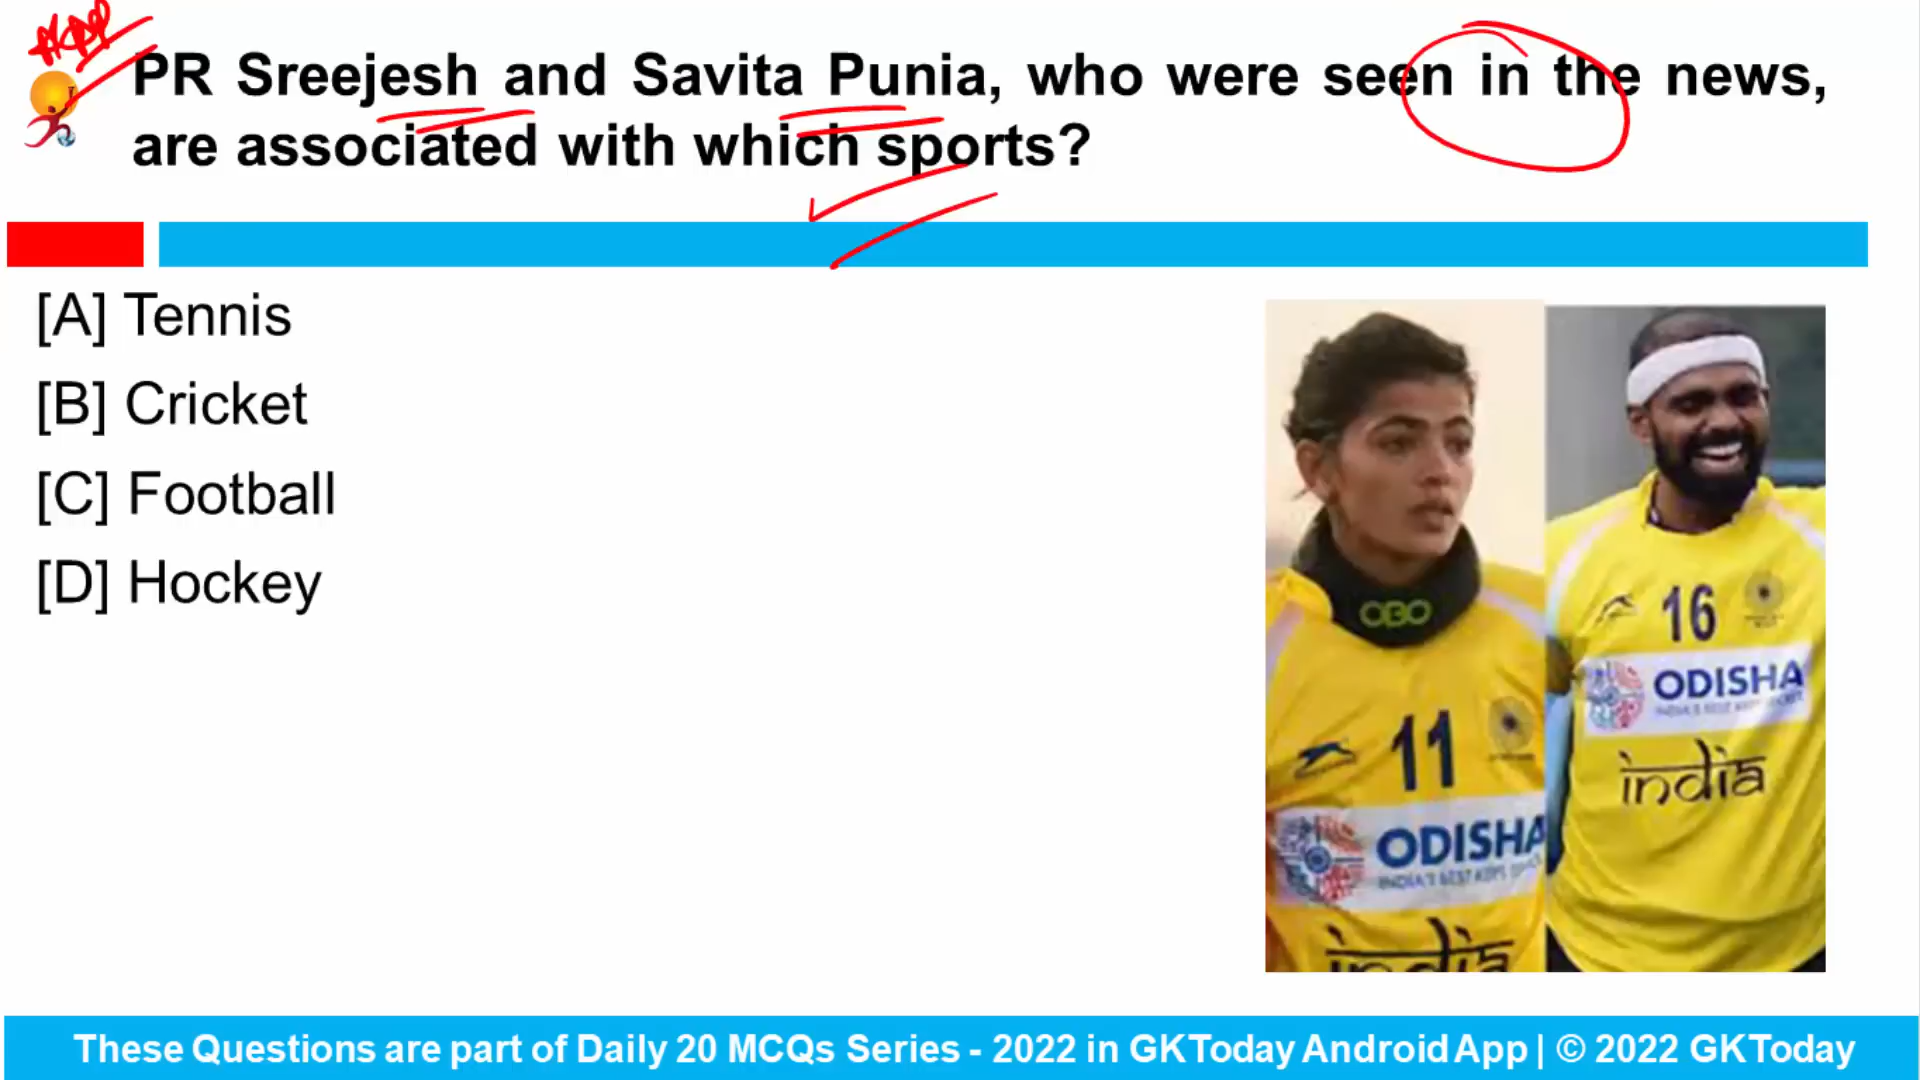 PR Sreejesh and Savita Punia, who were seen in the news,
are associated with which sports?
[A] Tennis
[B] Cricket
[C] Football
[D] Hockey
OBO
11
ODISHA
india
16
ODISHA
india
These Questions are part of Daily 20 MCQs Series - 2022 in GKToday Android App | © 2022 GKToday